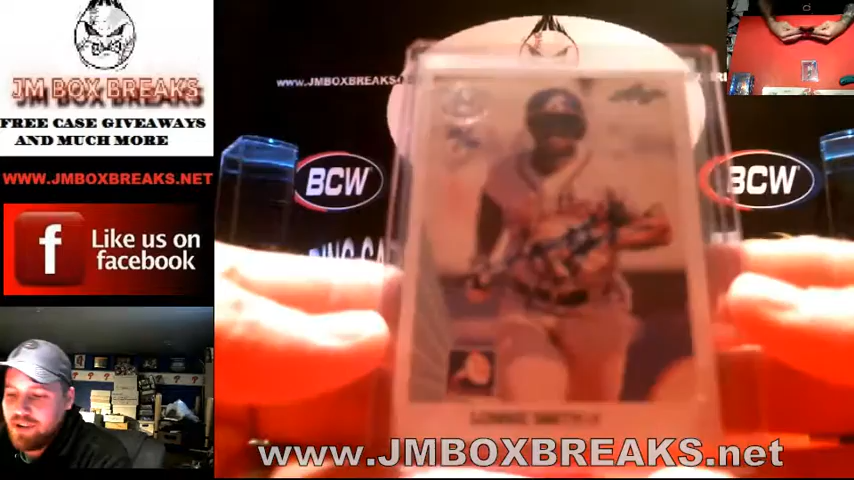 JM BOX BREAKS
FREE CASE GIVEAWAYS
AND MUCH MORE
WWW.JMBOXBREAKS.NET
f
Like us on
facebook
www.JMBOXBREAKS
BCW
BCW
www.JMBOXBREAKS.net